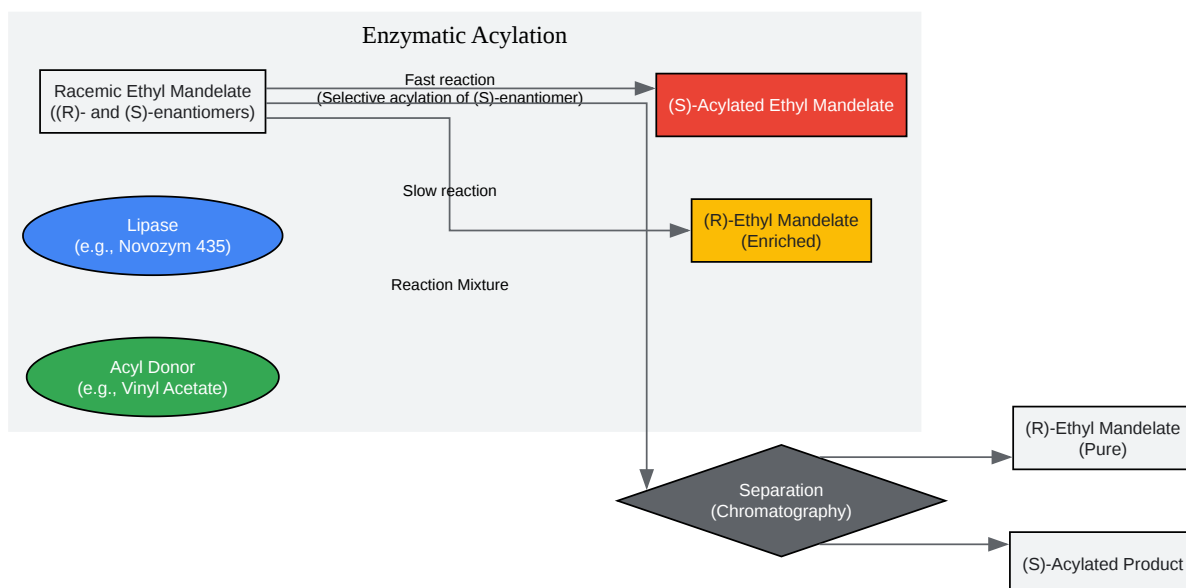 Enzymatic Acylation
Racemic Ethyl Mandelate
((R)- and (S)-enantiomers)
Fast reaction
(Selective acylation of (S)-enantiomer)
(S)-Acylated Ethyl Mandelate
Slow reaction
(R)-Ethyl Mandelate
(Enriched)
Lipase
(e.g., Novozym 435)
Reaction Mixture
Acyl Donor
(e.g., Vinyl Acetate)
Separation
(Chromatography)
(R)-Ethyl Mandelate
(Pure)
(S)-Acylated Product